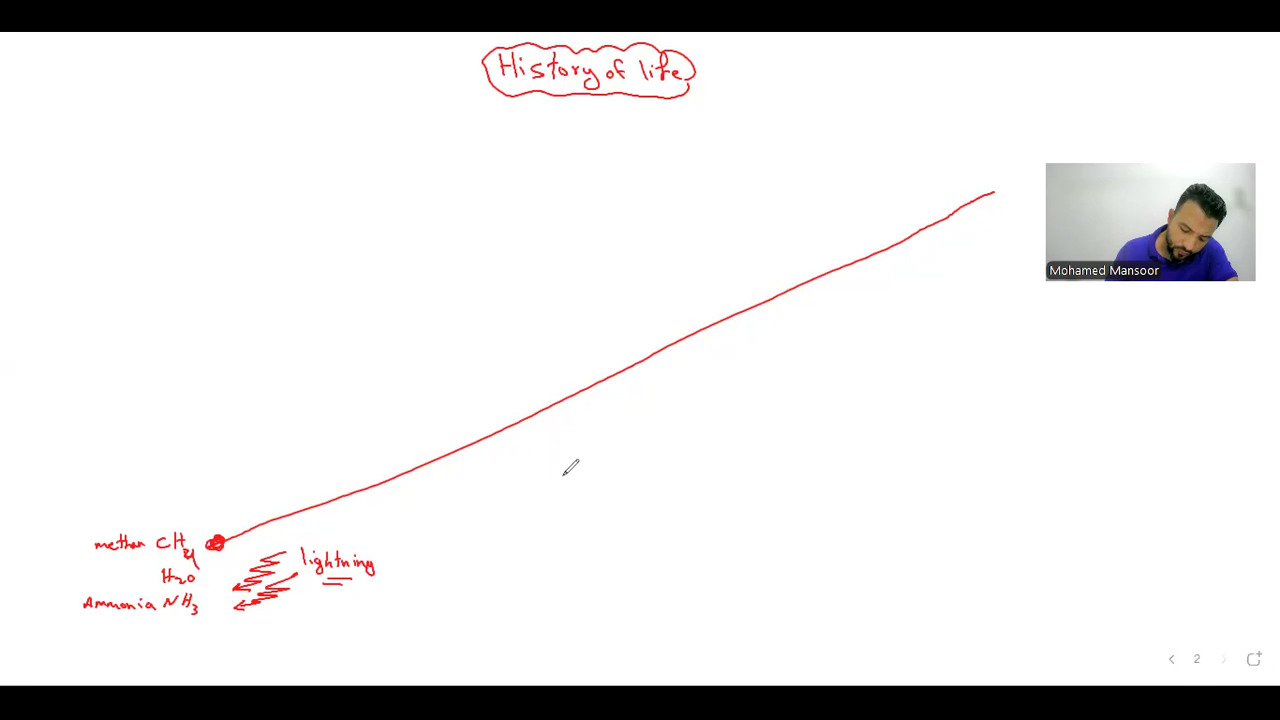 History of life
Mohamed Mansoor
methan CH4
lightning
H2O
Ammonia NH3
2